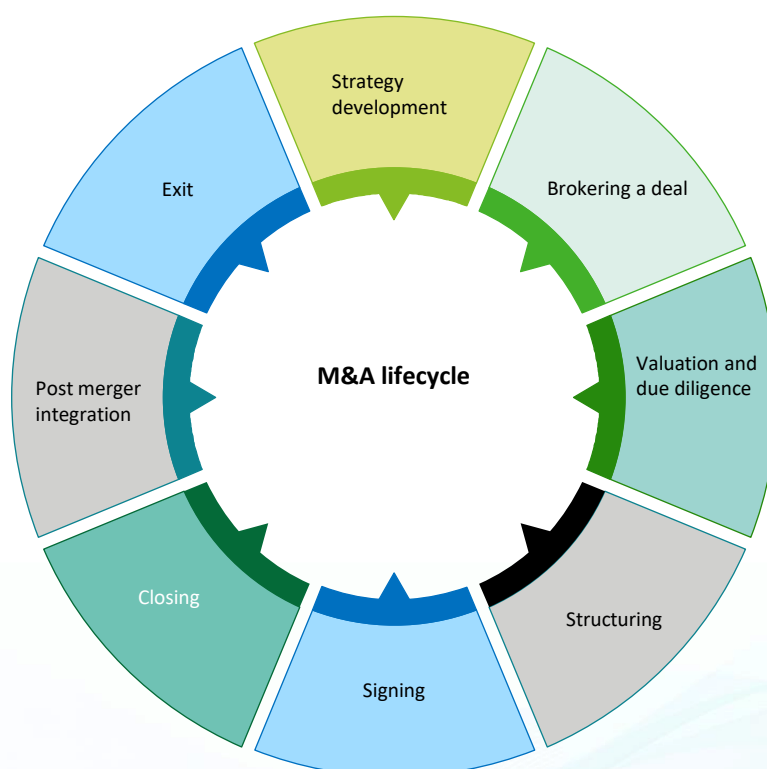 Strategy
development
Brokering a deal
Valuation and
due diligence
Structuring
Signing
Closing
Post merger
integration
Exit
M&A lifecycle